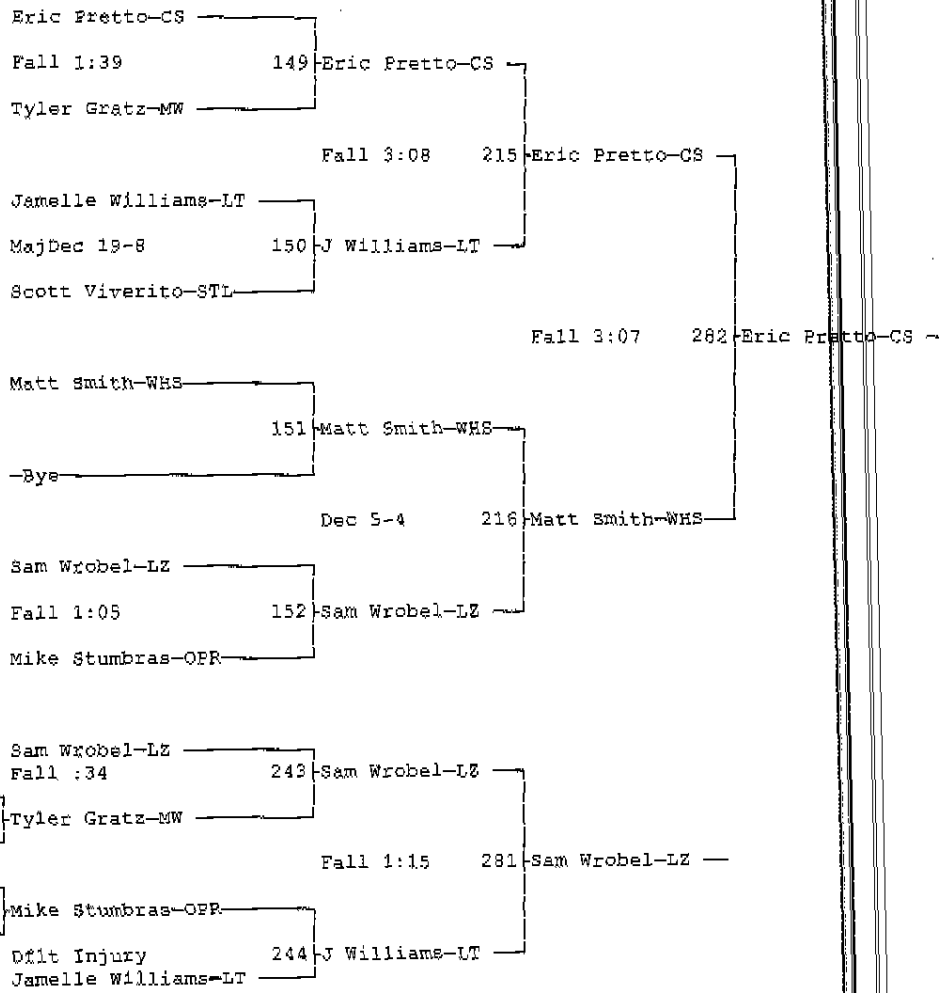 Eric Pretto-CS
Fall 1:39 149 Eric Pretto-CS
Tyler Gratz-MW
Fall 3:08 215 Eric Pretto-CS
Jamelle Williams-LT
MajDec 19-8 150 J Williams-LT
Scott Viverito-STL
Fall 3:07 282 Eric Pretto-CS
Matt Smith-WHS
151 Matt Smith-WHS
-Bye
Dec 5-4 216 Matt Smith-WHS
Sam Wrobel-LZ
Fall 1:05 152 Sam Wrobel-LZ
Mike Stumbras-OPR
Sam Wrobel-LZ
Fall :34 243 Sam Wrobel-LZ
Tyler Gratz-MW
Fall 1:15 281 Sam Wrobel-LZ
Mike Stumbras-OPR
Dflt Injury 244 J Williams-LT
Jamelle Williams-LT